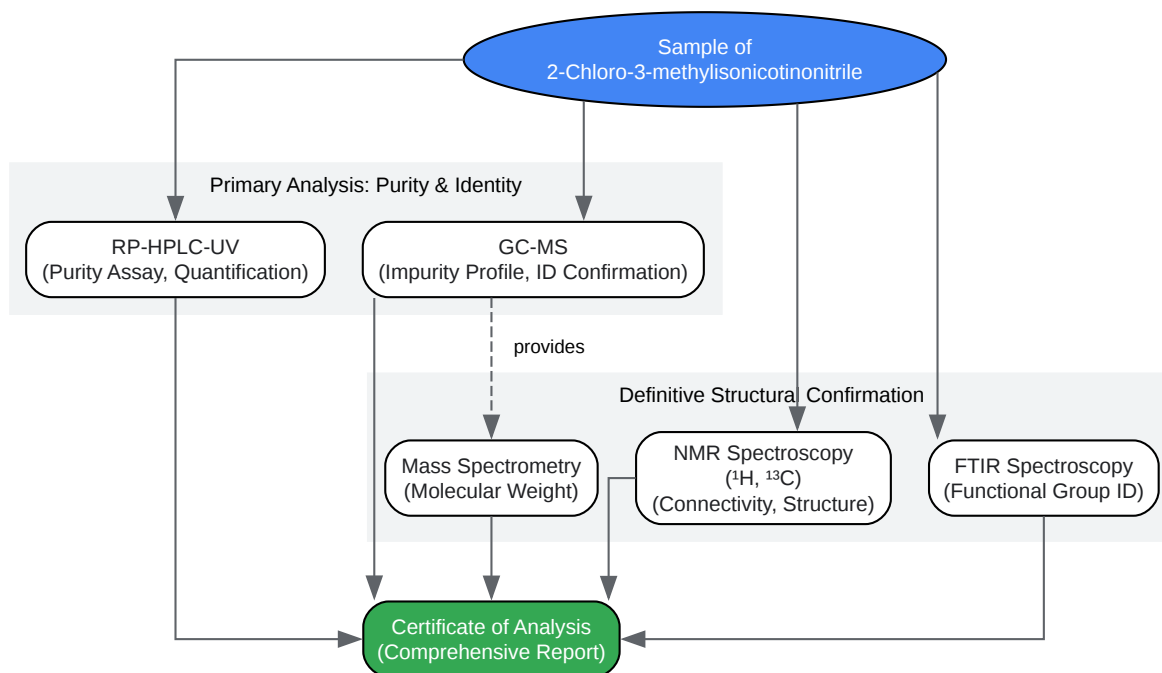 Sample of
2-Chloro-3-methylisonicotinonitrile
Primary Analysis: Purity & Identity
RP-HPLC-UV
(Purity Assay, Quantification)
GC-MS
(Impurity Profile, ID Confirmation)
provides
Definitive Structural Confirmation
Mass Spectrometry
(Molecular Weight)
NMR Spectroscopy
(¹H, ¹³C)
(Connectivity, Structure)
FTIR Spectroscopy
(Functional Group ID)
Certificate of Analysis
(Comprehensive Report)